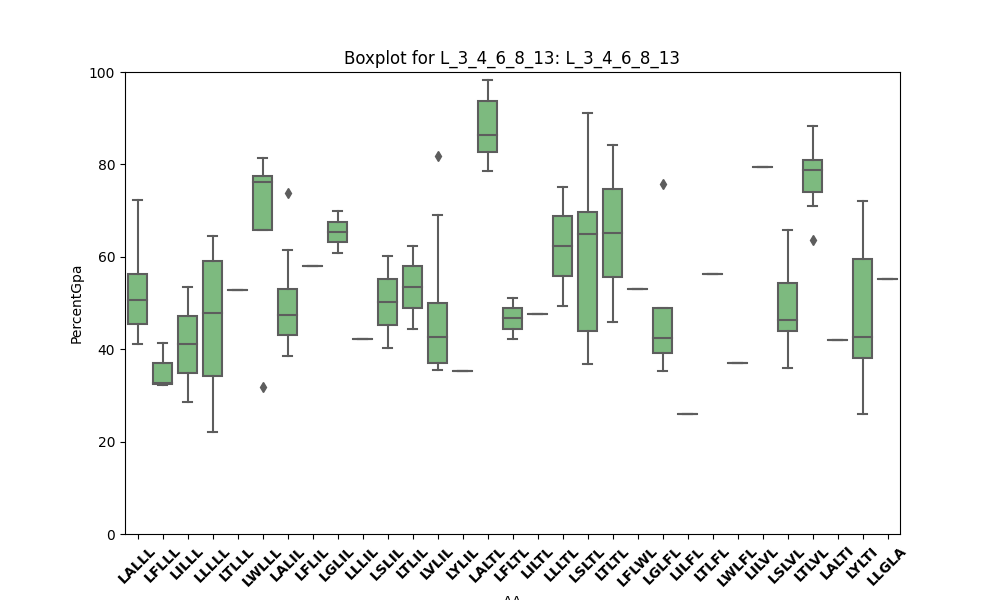 Boxplot for L_3_4_6_8_13: L_3_4_6_8_13
100
80
60
40
20
0
PercentGpa
LALLL
LFLLL
LILLL
LLLLL
LTLLL
LWLLL
LALIL
LFLIL
LGLIL
LLLIL
LSLIL
LTLIL
LVLIL
LYLIL
LALTL
LFLTL
LILTL
LLLTL
LSLTL
LTLTL
LFLWL
LGLFL
LILFL
LTLFL
LWLFL
LILVL
LSLVL
LTLVL
LALTI
LYLTI
LLGLA
AA